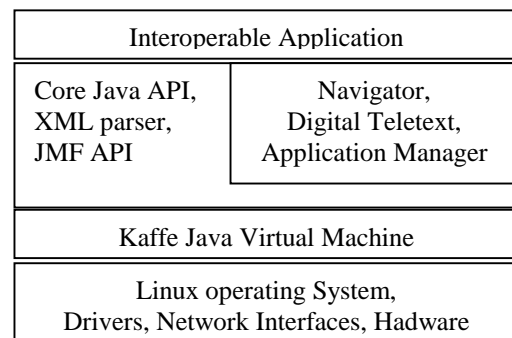 Interoperable Application
Core Java API,
XML parser,
JMF API
Navigator,
Digital Teletext,
Application Manager
Kaffe Java Virtual Machine
Linux operating System,
Drivers, Network Interfaces, Hadware